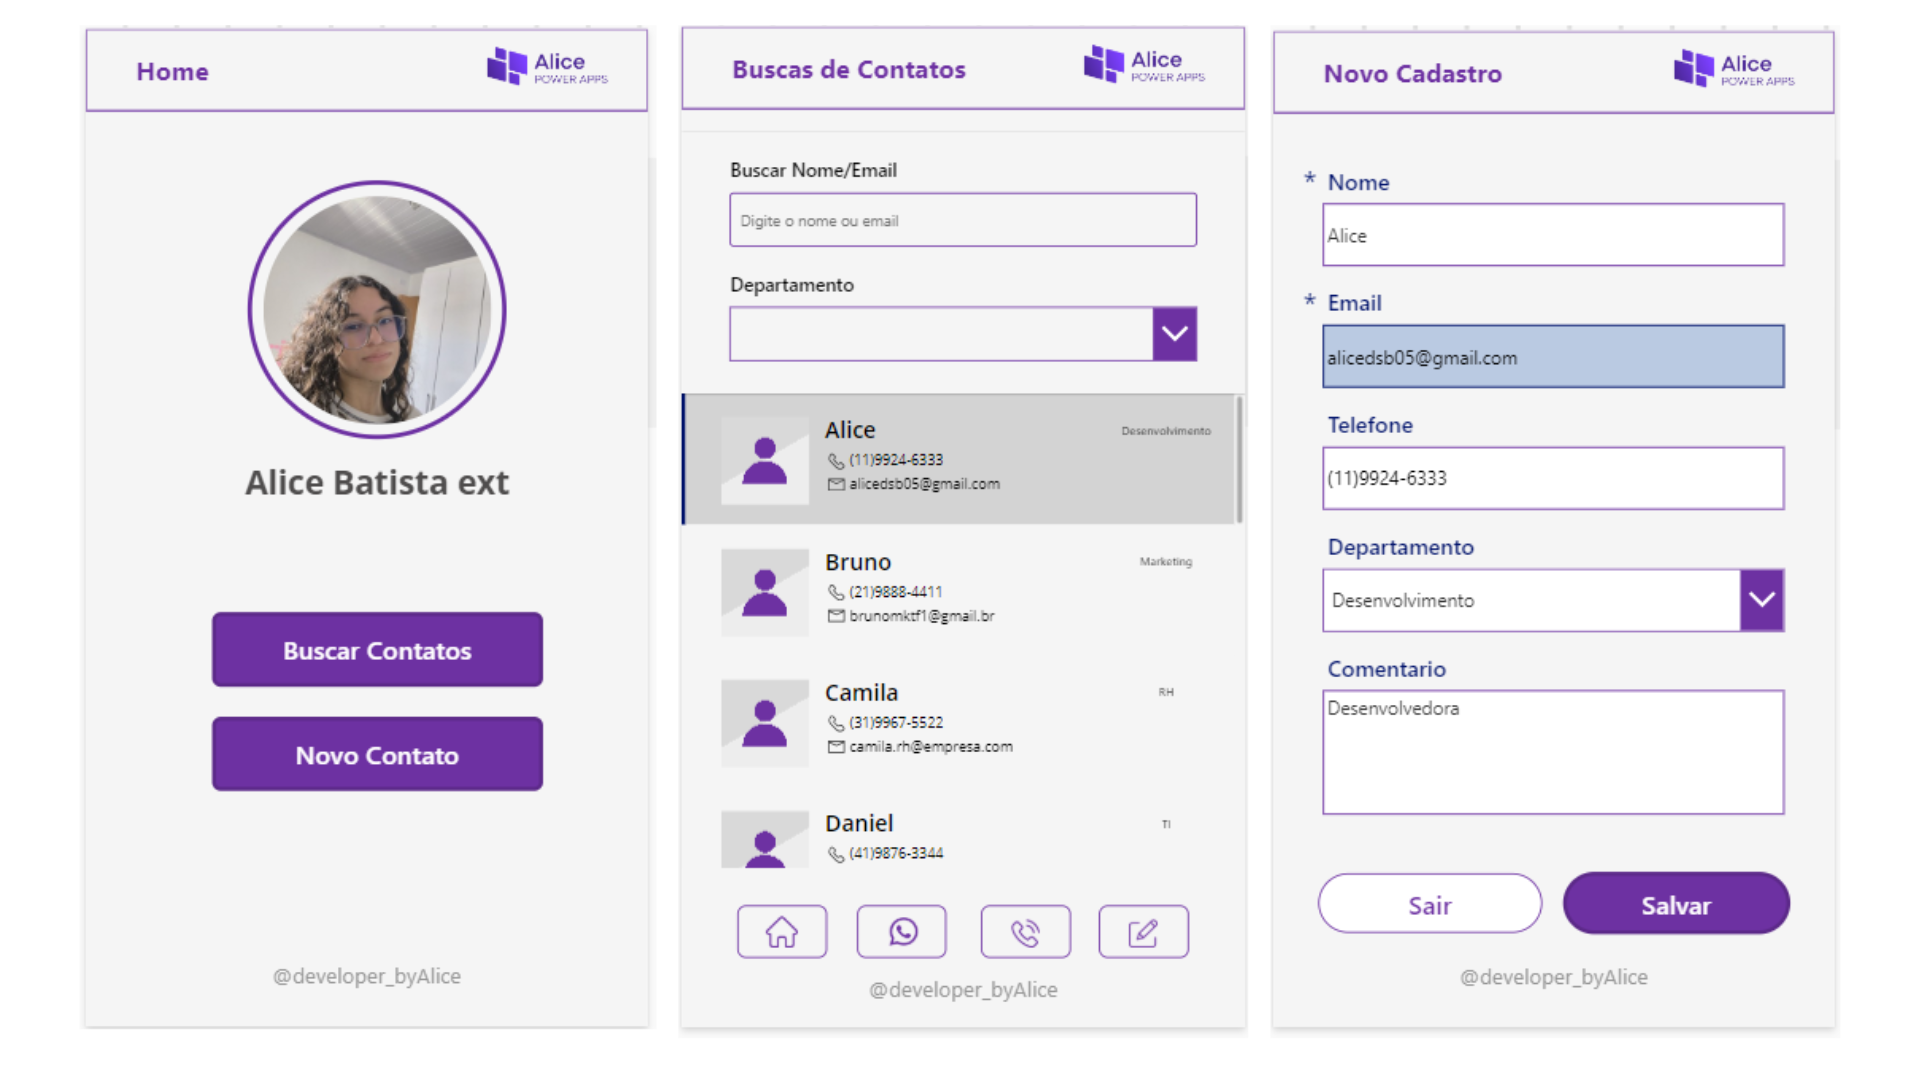 Home
Alice
POWER APPS
Alice Batista ext
Buscar Contatos
Novo Contato
@developer_byAlice
Buscas de Contatos
Alice
POWER APPS
Buscar Nome/Email
Digite o nome ou email
Departamento
Alice
Desenvolvimento
(11)9924-6333
alicedsb05@gmail.com
Bruno
Marketing
(21)9888-4411
brunomktf1@gmail.br
Camila
RH
(31)9967-5522
camila.rh@empresa.com
Daniel
TI
(41)9876-3344
@developer_byAlice
Novo Cadastro
Alice
POWER APPS
* Nome
Alice
* Email
alicedsb05@gmail.com
Telefone
(11)9924-6333
Departamento
Desenvolvimento
Comentario
Desenvolvedora
Sair
Salvar
@developer_byAlice